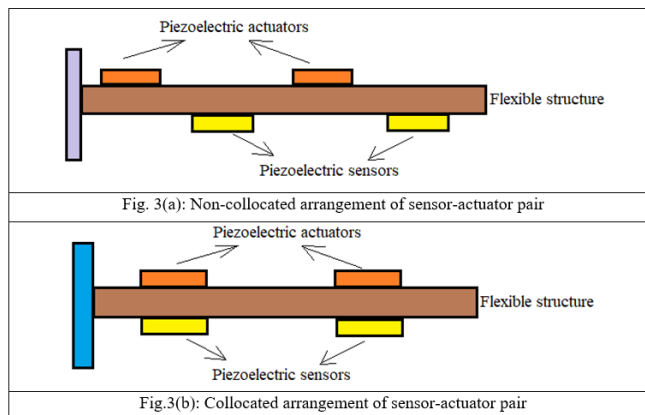 Piezoelectric actuators
Flexible structure
Piezoelectric sensors
Fig. 3(a): Non-collocated arrangement of sensor-actuator pair
Piezoelectric actuators
Flexible structure
Piezoelectric sensors
Fig.3(b): Collocated arrangement of sensor-actuator pair